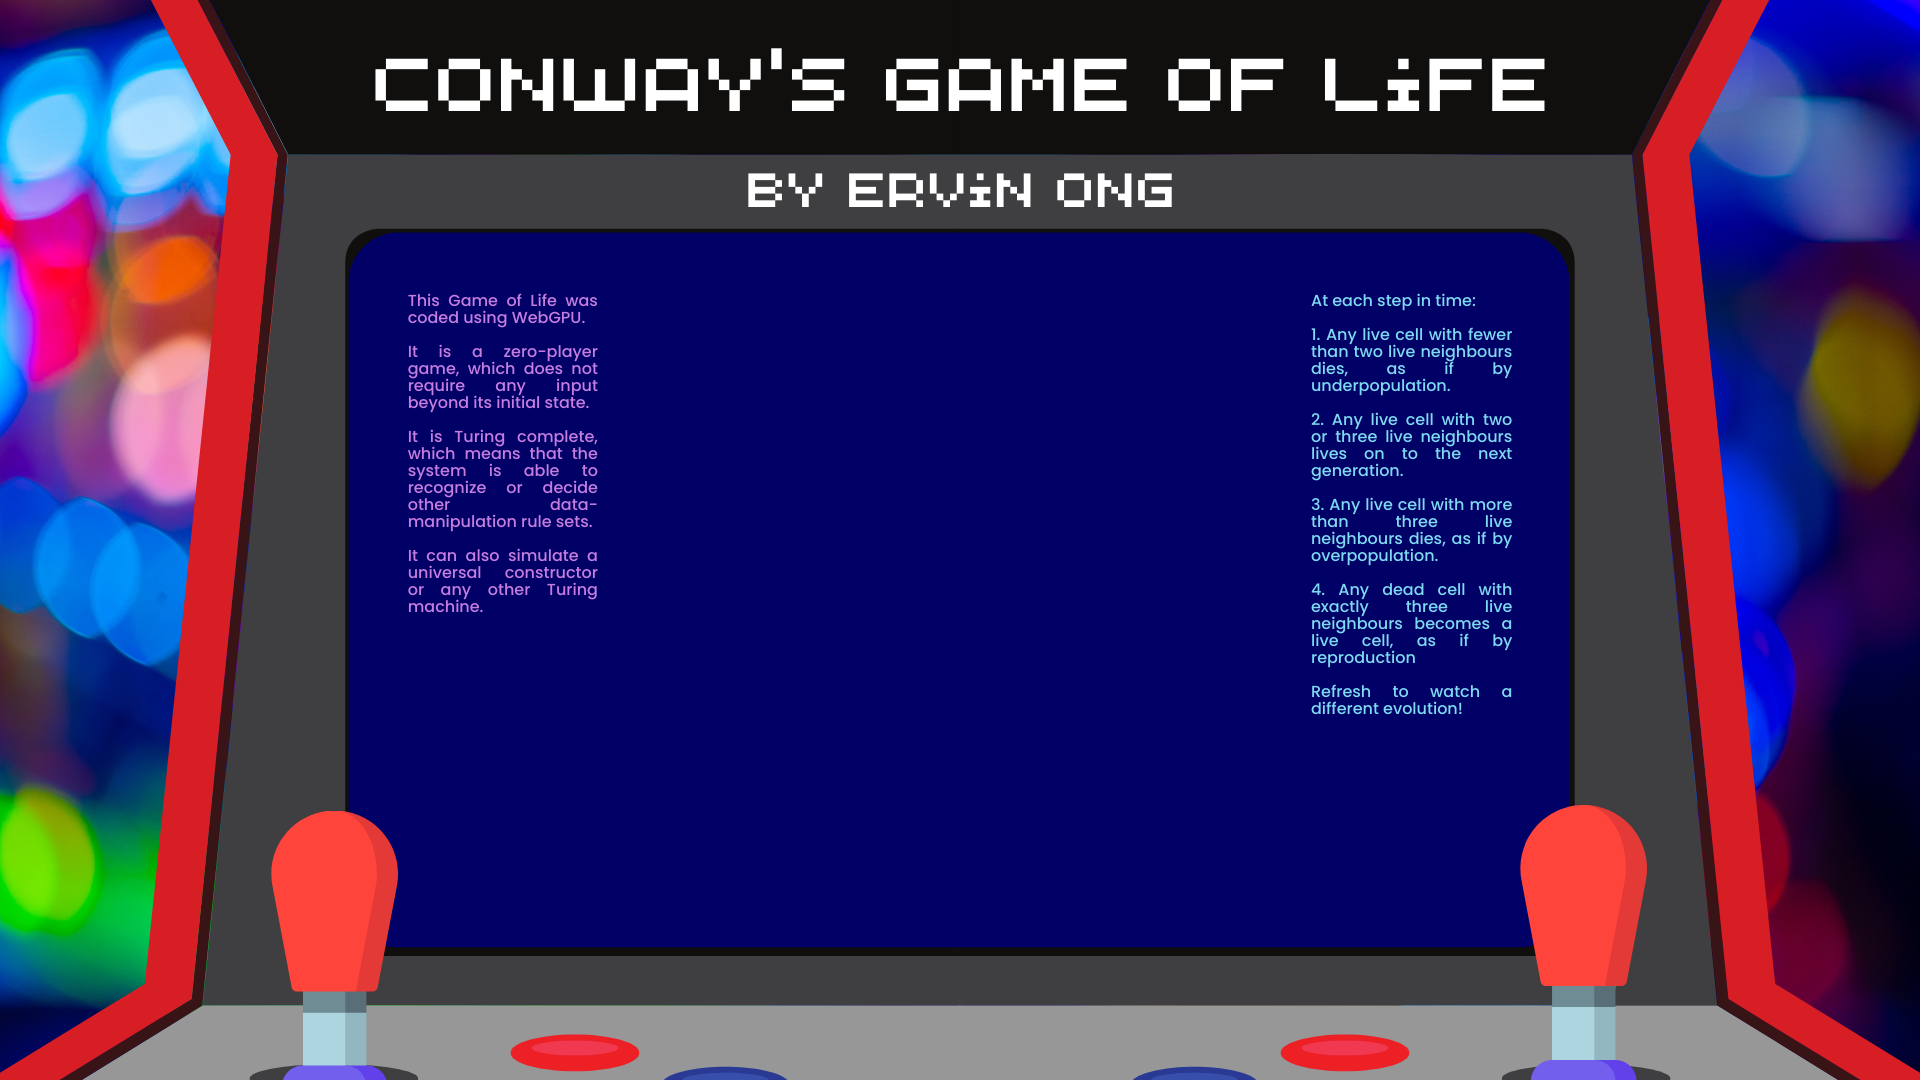 CONWAY'S GAME OF LiFE
BY ERViN ONG
This Game of Life was
coded using WebGPU.
It is a zero-player
game, which does not
require any input
beyond its initial state.
It is Turing complete,
which means that the
system is able to
recognize or decide
other data-
manipulation rule sets.
It can also simulate a
universal constructor
or any other Turing
machine.
At each step in time:
1. Any live cell with fewer
than two live neighbours
dies, as if by
underpopulation.
2. Any live cell with two
or three live neighbours
lives on to the next
generation.
3. Any live cell with more
than three live
neighbours dies, as if by
overpopulation.
4. Any dead cell with
exactly three live
neighbours becomes a
live cell, as if by
reproduction
Refresh to watch a
different evolution!